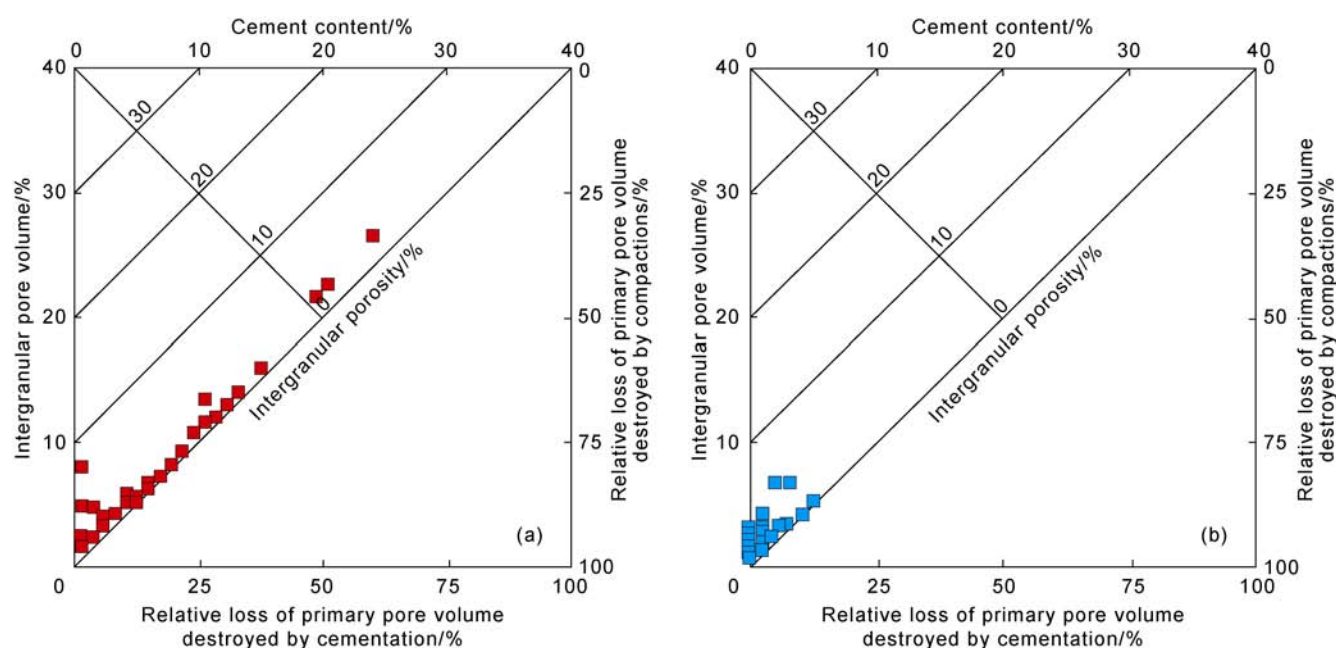 Cement content/%
0 10 20 30 40
40 30 20 10
30 20 10 0
Intergranular pore volume/%
Intergranular porosity/%
0 25 50 75 100
Relative loss of primary pore volume
destroyed by compactions/%
(a)
0 25 50 75 100
Relative loss of primary pore volume
destroyed by cementation/%
Cement content/%
0 10 20 30 40
40 30 20 10
30 20 10 0
Intergranular pore volume/%
Intergranular porosity/%
0 25 50 75 100
Relative loss of primary pore volume
destroyed by compactions/%
(b)
0 25 50 75 100
Relative loss of primary pore volume
destroyed by cementation/%